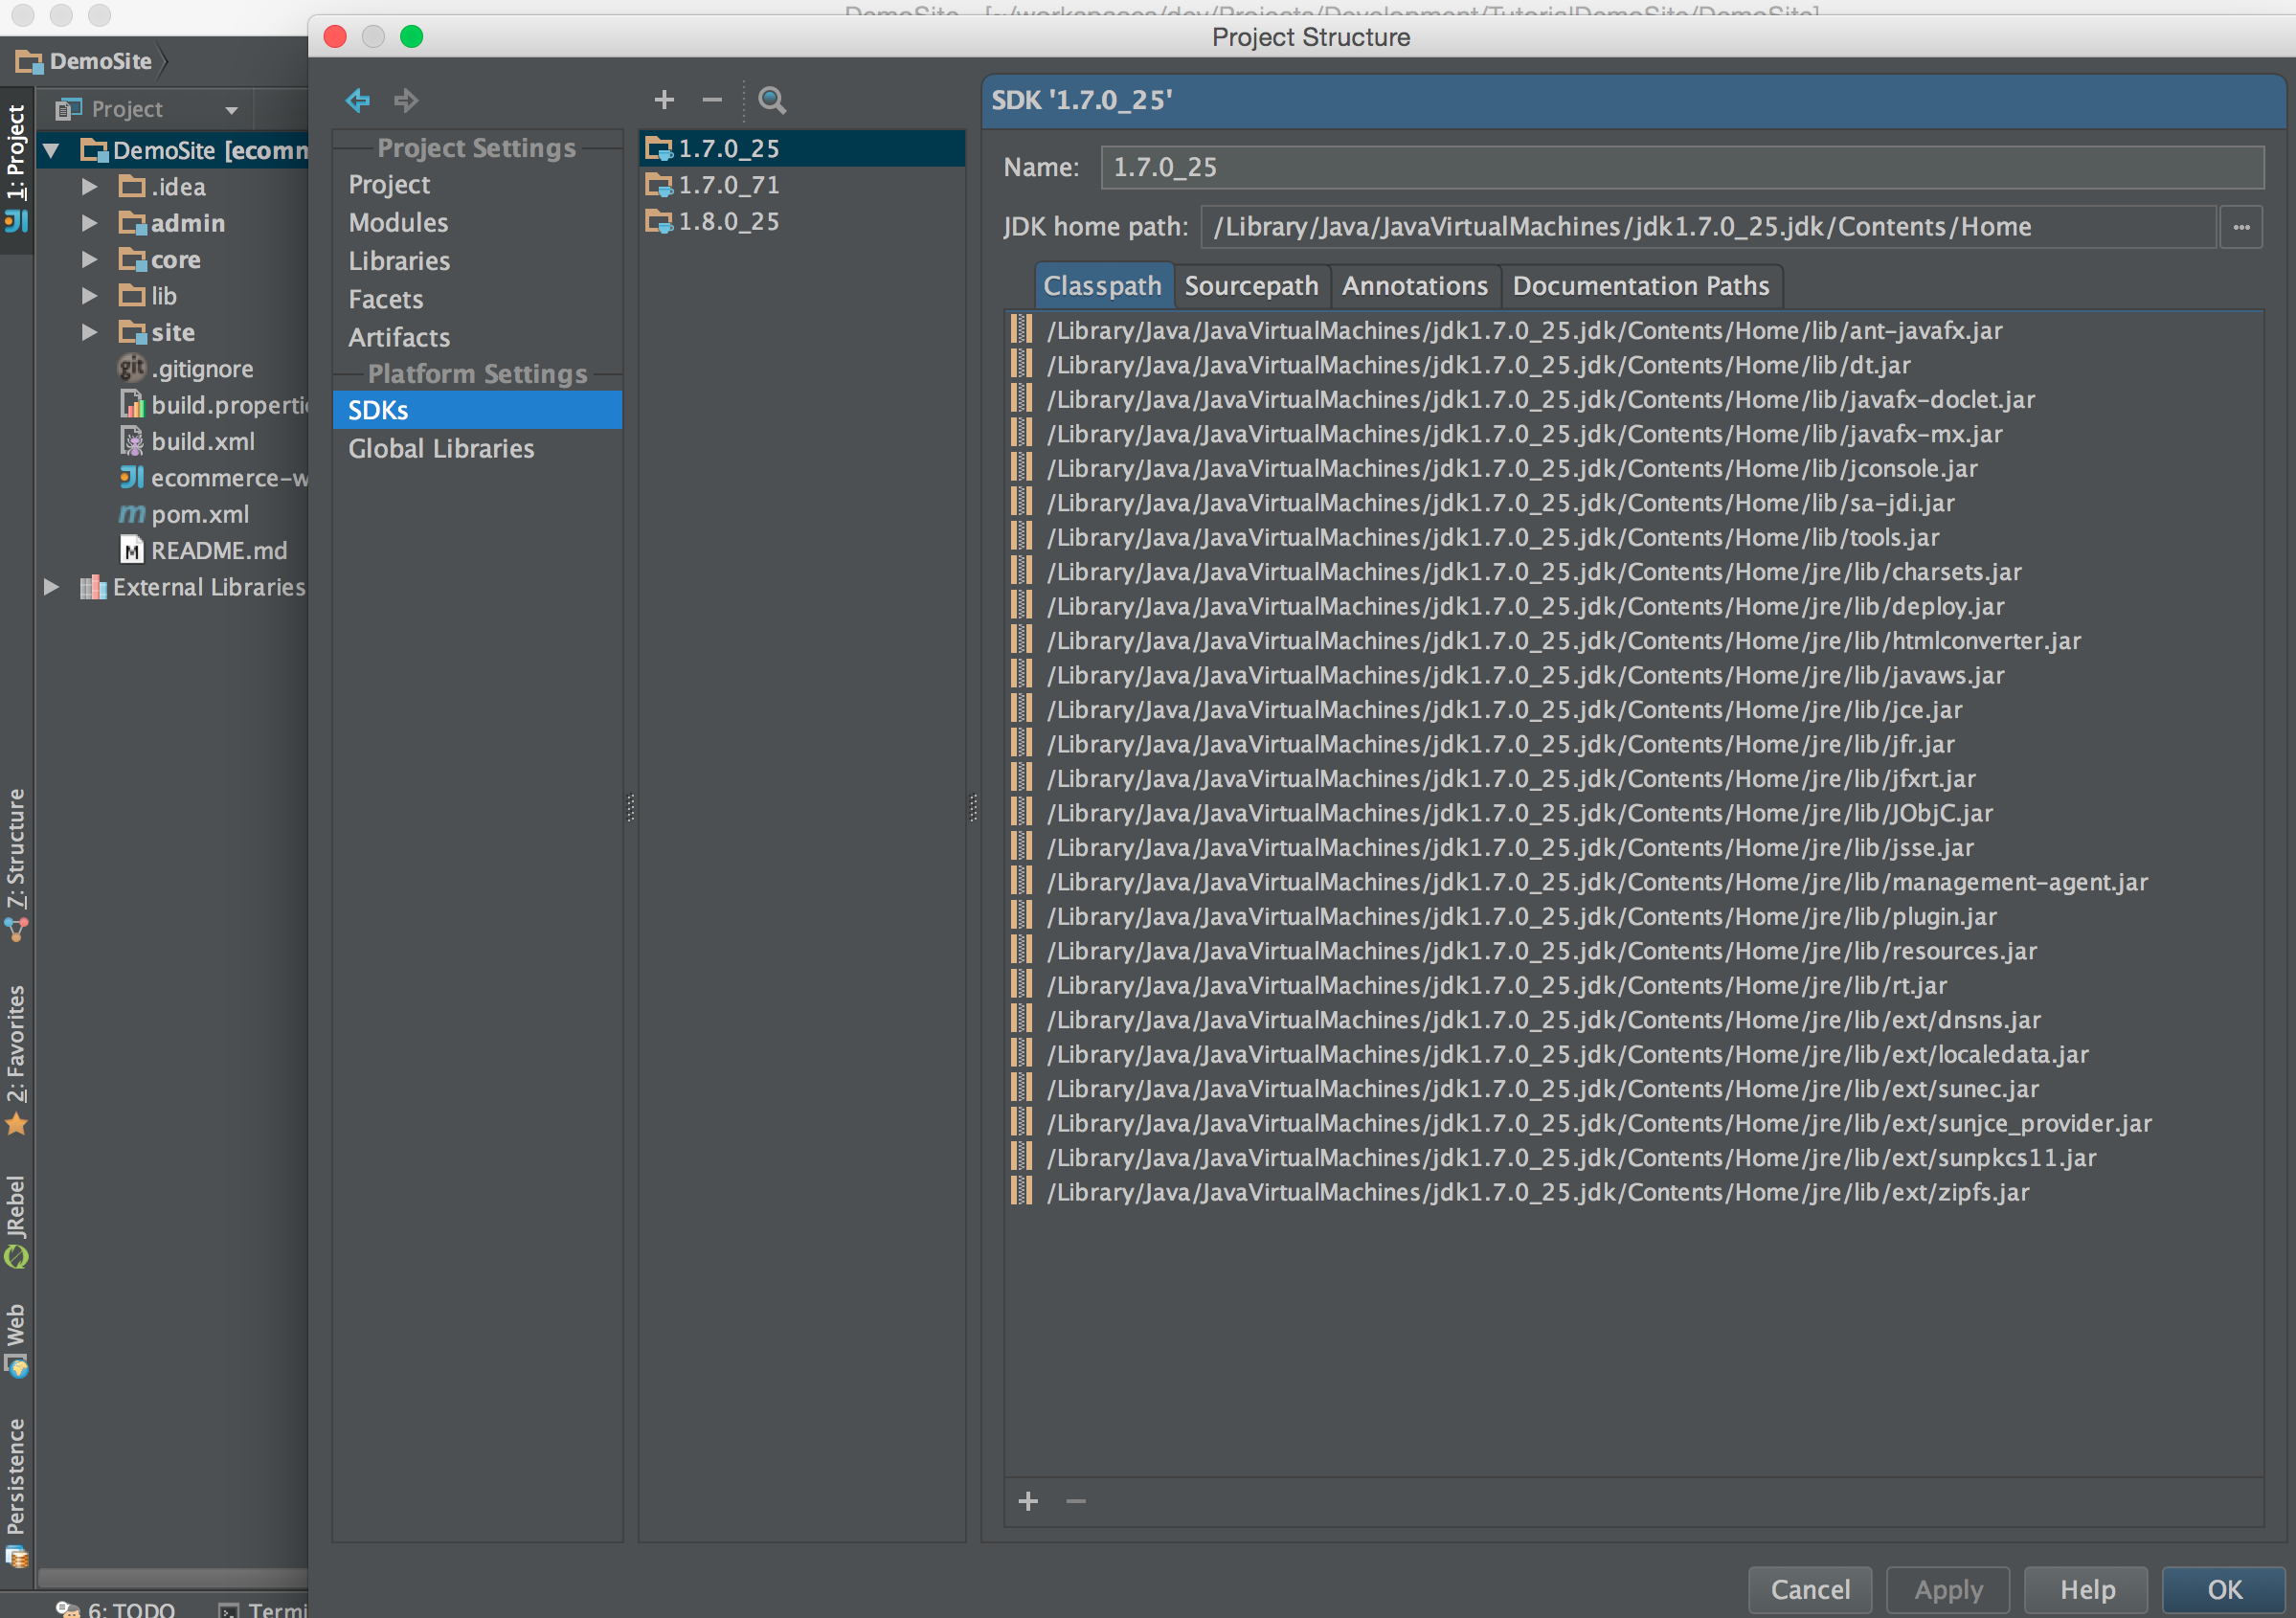 DemoSite - [~/workspaces/dev/Projects/Development/TutorialDemoSite/DemoSite]
Project Structure
DemoSite
Project
1: Project
DemoSite [ecomm
.idea
admin
core
lib
site
.gitignore
build.properti
build.xml
ecommerce-w
pom.xml
README.md
External Libraries
7: Structure
2: Favorites
JRebel
Web
Persistence
6: TODO
Termi
Project Settings
Project
Modules
Libraries
Facets
Artifacts
Platform Settings
SDKs
Global Libraries
1.7.0_25
1.7.0_71
1.8.0_25
SDK '1.7.0_25'
Name: 1.7.0_25
JDK home path: /Library/Java/JavaVirtualMachines/jdk1.7.0_25.jdk/Contents/Home
Classpath Sourcepath Annotations Documentation Paths
/Library/Java/JavaVirtualMachines/jdk1.7.0_25.jdk/Contents/Home/lib/ant-javafx.jar
/Library/Java/JavaVirtualMachines/jdk1.7.0_25.jdk/Contents/Home/lib/dt.jar
/Library/Java/JavaVirtualMachines/jdk1.7.0_25.jdk/Contents/Home/lib/javafx-doclet.jar
/Library/Java/JavaVirtualMachines/jdk1.7.0_25.jdk/Contents/Home/lib/javafx-mx.jar
/Library/Java/JavaVirtualMachines/jdk1.7.0_25.jdk/Contents/Home/lib/jconsole.jar
/Library/Java/JavaVirtualMachines/jdk1.7.0_25.jdk/Contents/Home/lib/sa-jdi.jar
/Library/Java/JavaVirtualMachines/jdk1.7.0_25.jdk/Contents/Home/lib/tools.jar
/Library/Java/JavaVirtualMachines/jdk1.7.0_25.jdk/Contents/Home/jre/lib/charsets.jar
/Library/Java/JavaVirtualMachines/jdk1.7.0_25.jdk/Contents/Home/jre/lib/deploy.jar
/Library/Java/JavaVirtualMachines/jdk1.7.0_25.jdk/Contents/Home/jre/lib/htmlconverter.jar
/Library/Java/JavaVirtualMachines/jdk1.7.0_25.jdk/Contents/Home/jre/lib/javaws.jar
/Library/Java/JavaVirtualMachines/jdk1.7.0_25.jdk/Contents/Home/jre/lib/jce.jar
/Library/Java/JavaVirtualMachines/jdk1.7.0_25.jdk/Contents/Home/jre/lib/jfr.jar
/Library/Java/JavaVirtualMachines/jdk1.7.0_25.jdk/Contents/Home/jre/lib/jfxrt.jar
/Library/Java/JavaVirtualMachines/jdk1.7.0_25.jdk/Contents/Home/jre/lib/JObjC.jar
/Library/Java/JavaVirtualMachines/jdk1.7.0_25.jdk/Contents/Home/jre/lib/jsse.jar
/Library/Java/JavaVirtualMachines/jdk1.7.0_25.jdk/Contents/Home/jre/lib/management-agent.jar
/Library/Java/JavaVirtualMachines/jdk1.7.0_25.jdk/Contents/Home/jre/lib/plugin.jar
/Library/Java/JavaVirtualMachines/jdk1.7.0_25.jdk/Contents/Home/jre/lib/resources.jar
/Library/Java/JavaVirtualMachines/jdk1.7.0_25.jdk/Contents/Home/jre/lib/rt.jar
/Library/Java/JavaVirtualMachines/jdk1.7.0_25.jdk/Contents/Home/jre/lib/ext/dnsns.jar
/Library/Java/JavaVirtualMachines/jdk1.7.0_25.jdk/Contents/Home/jre/lib/ext/localedata.jar
/Library/Java/JavaVirtualMachines/jdk1.7.0_25.jdk/Contents/Home/jre/lib/ext/sunec.jar
/Library/Java/JavaVirtualMachines/jdk1.7.0_25.jdk/Contents/Home/jre/lib/ext/sunjce_provider.jar
/Library/Java/JavaVirtualMachines/jdk1.7.0_25.jdk/Contents/Home/jre/lib/ext/sunpkcs11.jar
/Library/Java/JavaVirtualMachines/jdk1.7.0_25.jdk/Contents/Home/jre/lib/ext/zipfs.jar
Cancel Apply Help OK